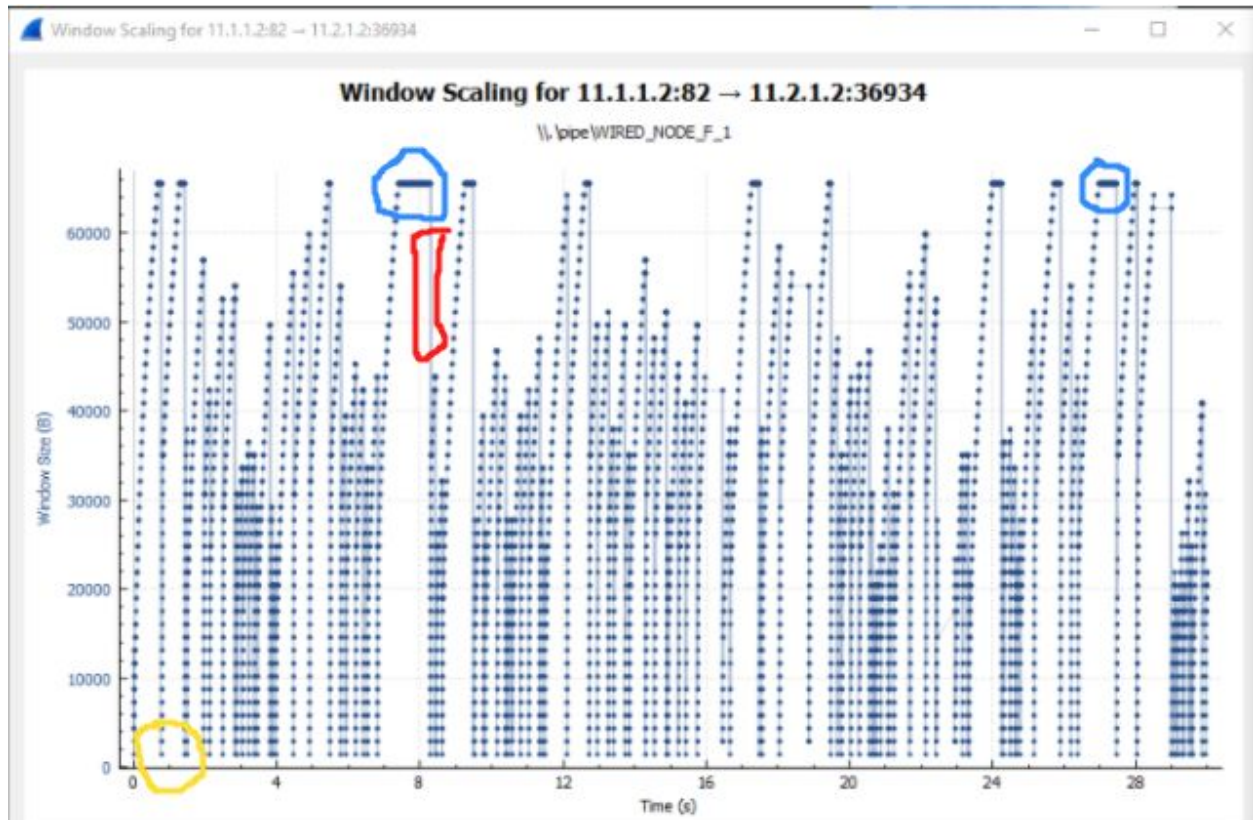 Window Scaling for 11.1.1.2:82 → 11.2.1.2:36934
Window Scaling for 11.1.1.2:82 → 11.2.1.2:36934
\\.\pipe\WIRED_NODE_F_1
Window Size (B)
60000
50000
40000
30000
20000
10000
0
0 4 8 12 16 20 24 28
Time (s)